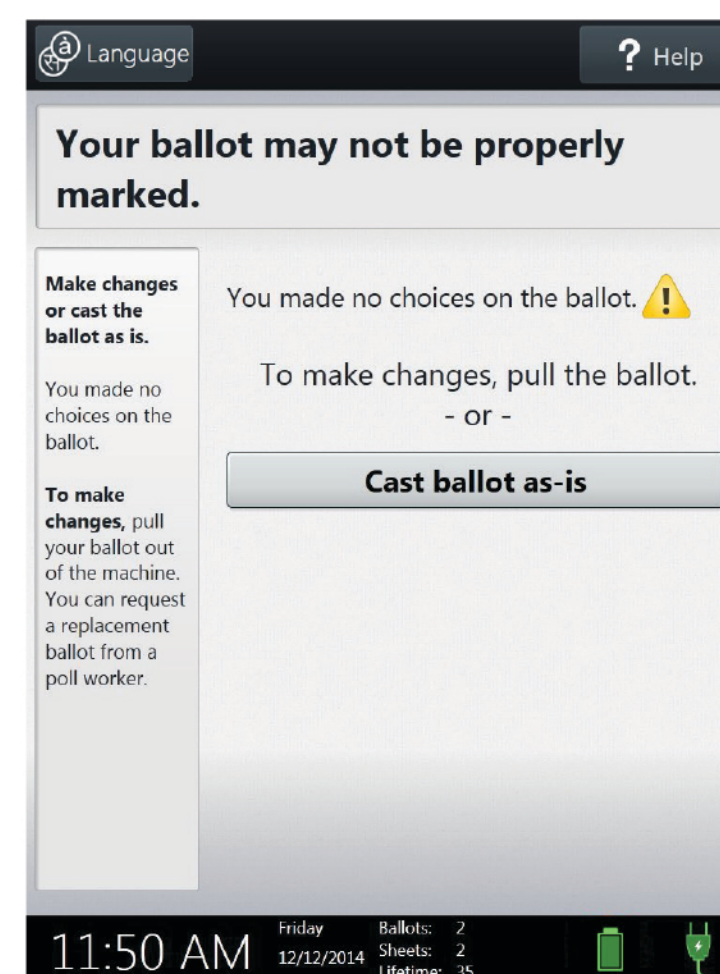 Language
? Help
Your ballot may not be properly
marked.
Make changes
or cast the
ballot as is.
You made no
choices on the
ballot.
To make
changes, pull
your ballot out
of the machine.
You can request
a replacement
ballot from a
poll worker.
You made no choices on the ballot.
To make changes, pull the ballot.
- or -
Cast ballot as-is
11:50 AM
Friday
12/12/2014
Ballots: 2
Sheets: 2
Lifetime: 35